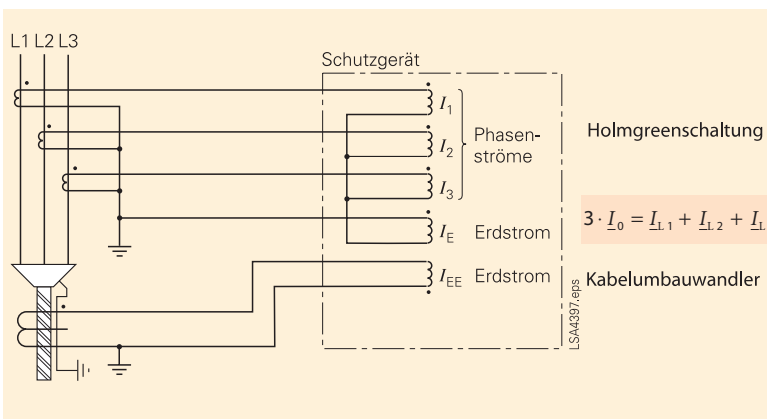 L1 L2 L3
Schutzgerät
I1
I2
I3
Phasen-
ströme
IE Erdstrom
IEE Erdstrom
LSA4397.eps
Holmgreenschaltung
3 · I0 = IL1 + IL2 + IL
Kabelumbauwandler